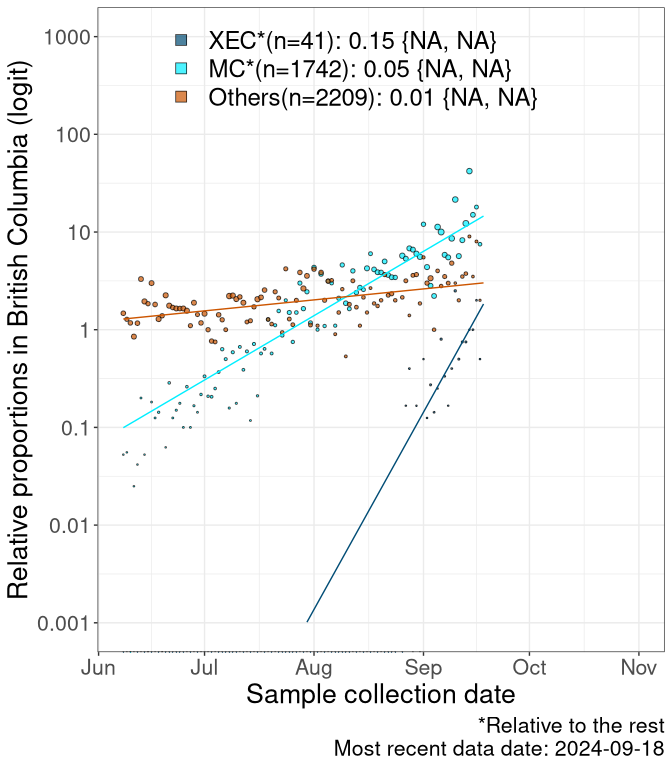 Relative proportions in British Columbia (logit)
1000
100
10
1
0.1
0.01
0.001
XEC*(n=41): 0.15 {NA, NA}
MC*(n=1742): 0.05 {NA, NA}
Others(n=2209): 0.01 {NA, NA}
Jun Jul Aug Sep Oct Nov
Sample collection date
*Relative to the rest
Most recent data date: 2024-09-18